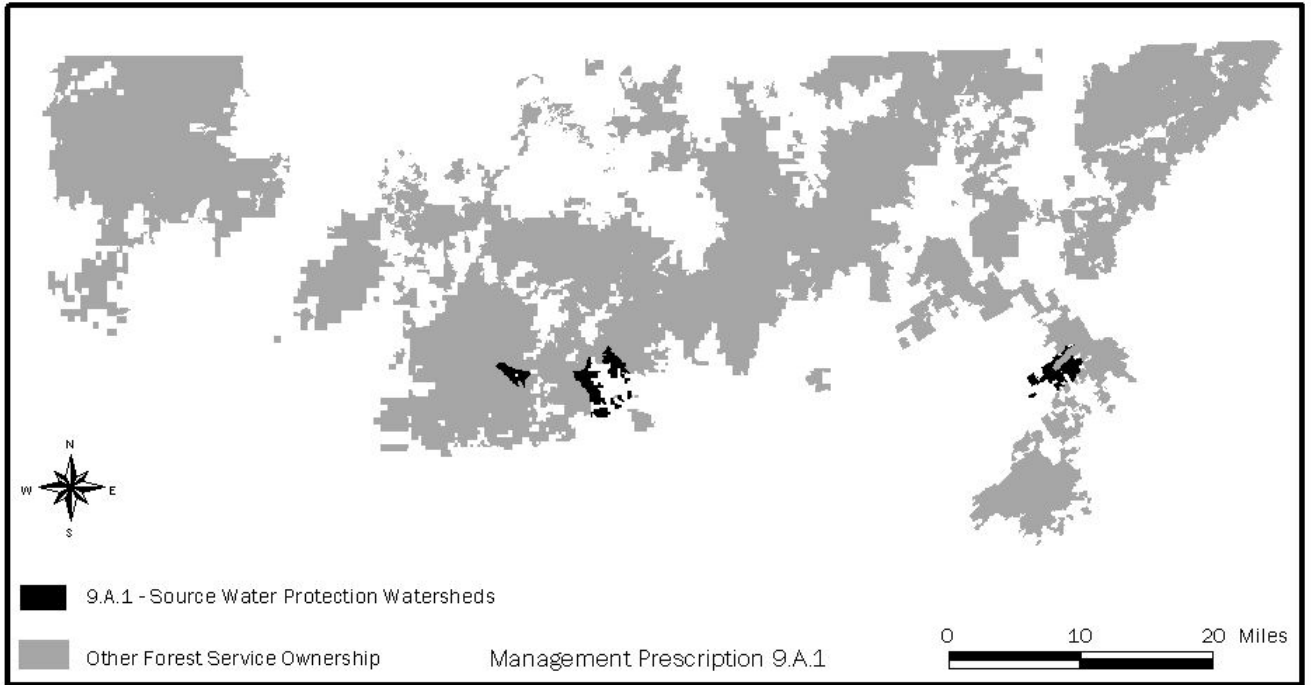 N
W E
S
9.A.1 - Source Water Protection Watersheds
Other Forest Service Ownership
Management Prescription 9.A.1
0 10 20 Miles